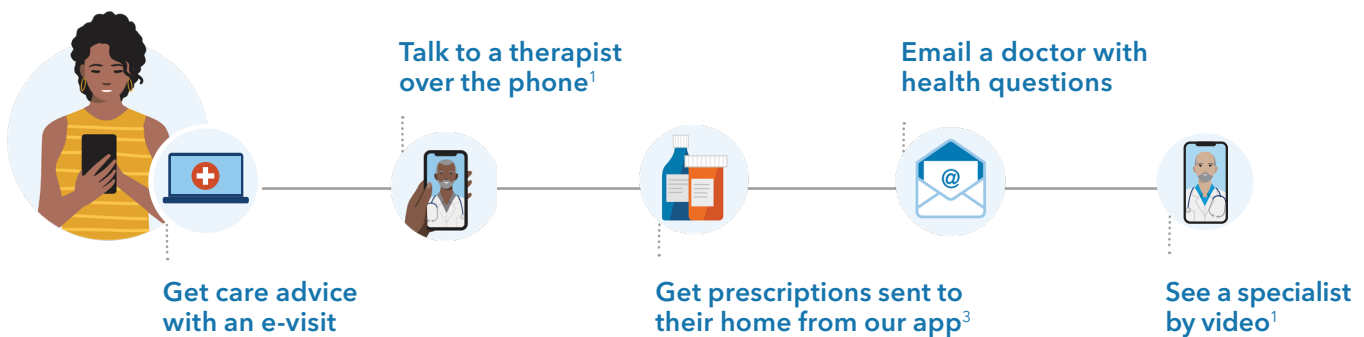 Talk to a therapist
over the phone¹
Email a doctor with
health questions
@
Get care advice
with an e-visit
Get prescriptions sent to
their home from our app³
See a specialist
by video¹